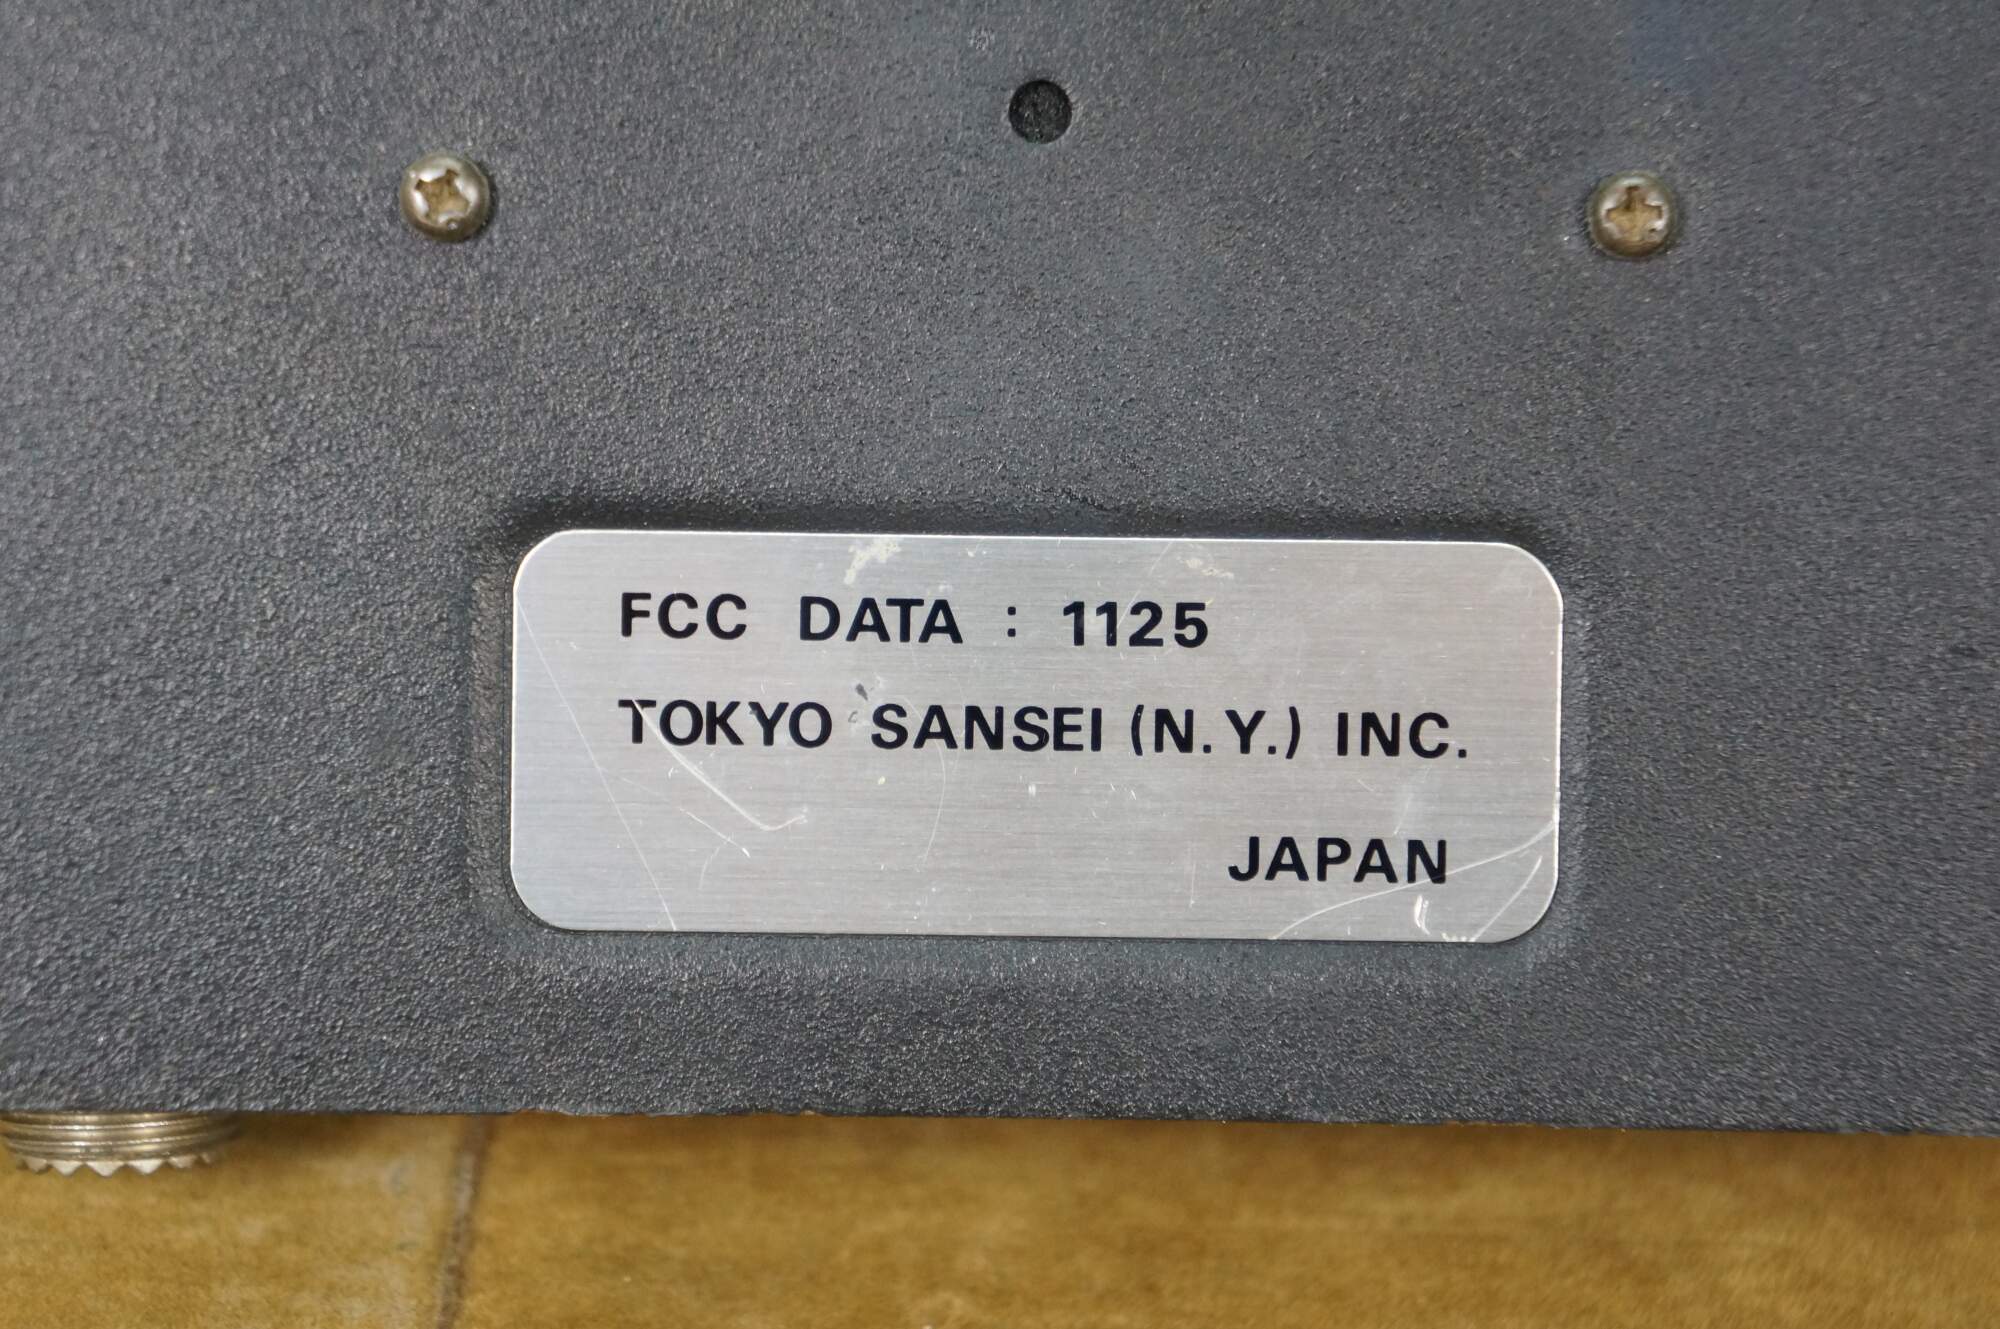 FCC DATA : 1125
TOKYO SANSEI (N.Y.) INC.
JAPAN